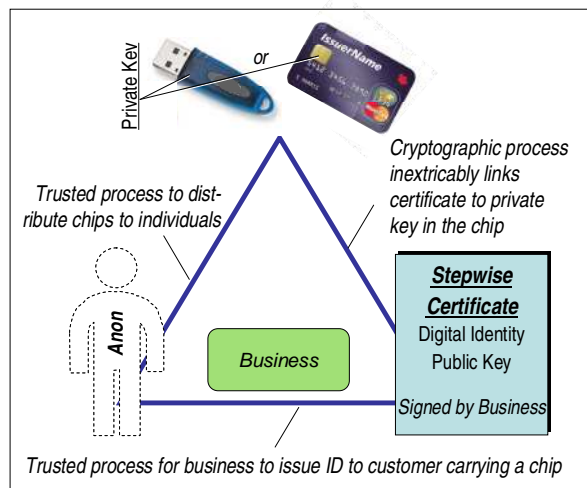 Private Key
or
IssuerName
Cryptographic process
inextricably links
certificate to private
key in the chip
Trusted process to dist-
ribute chips to individuals
Anon
Business
Stepwise
Certificate
Digital Identity
Public Key
Signed by Business
Trusted process for business to issue ID to customer carrying a chip